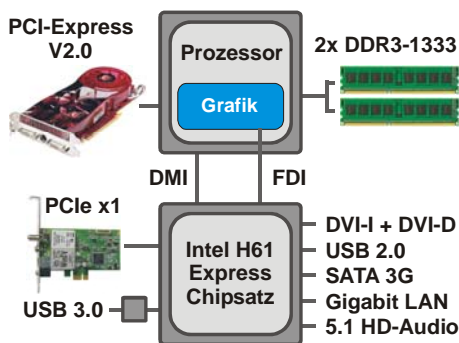 PCI-Express
V2.0
Prozessor
Grafik
2x DDR3-1333
DMI
FDI
PCIe x1
USB 3.0
Intel H61
Express
Chipsatz
DVI-I + DVI-D
USB 2.0
SATA 3G
Gigabit LAN
5.1 HD-Audio